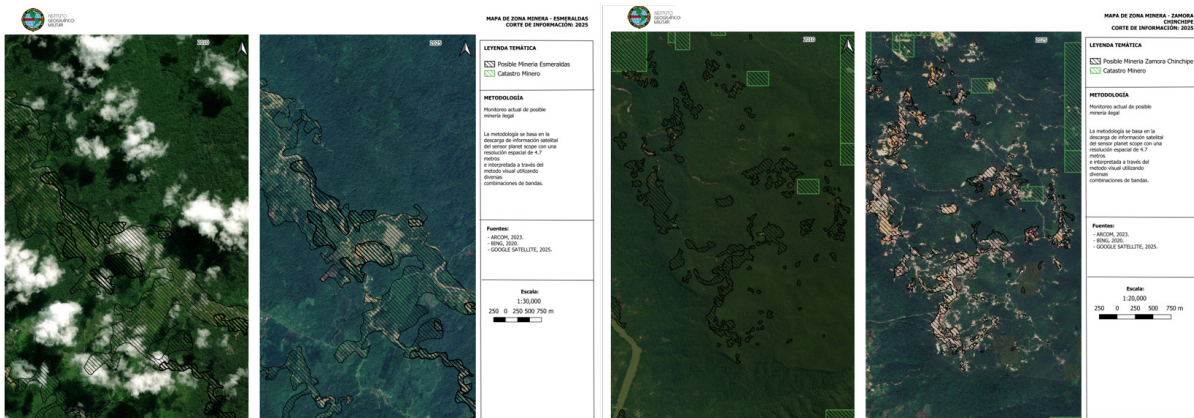 INSTITUTO
GEOGRÁFICO
MILITAR
MAPA DE ZONA MINERA - ESMERALDAS
CORTE DE INFORMACIÓN: 2025
2010
2025
LEYENDA TEMÁTICA
Posible Mineria Esmeraldas
Catastro Minero
METODOLOGÍA
Monitoreo actual de posible
minería ilegal
La metodologia se basa en la
descarga de información satelital
del sensor planet scope con una
resolución espacial de 4.7
metros
e interpretada a través del
metodo visual utilizando
diversas
combinaciones de bandas.
Fuentes:
- ARCOM, 2023.
- BING, 2020.
- GOOGLE SATELLITE, 2025.
Escala:
1:30,000
250 0 250 500 750 m
INSTITUTO
GEOGRÁFICO
MILITAR
MAPA DE ZONA MINERA - ZAMORA
CHINCHIPE
CORTE DE INFORMACIÓN: 2025
2010
2025
LEYENDA TEMÁTICA
Posible Mineria Zamora Chinchipe
Catastro Minero
METODOLOGÍA
Monitoreo actual de posible
minería ilegal
La metodologia se basa en la
descarga de información satelital
del sensor planet scope con una
resolución espacial de 4.7
metros
e interpretada a través del
metodo visual utilizando
diversas
combinaciones de bandas.
Fuentes:
- ARCOM, 2023.
- BING, 2020.
- GOOGLE SATELLITE, 2025.
Escala:
1:20,000
250 0 250 500 750 m